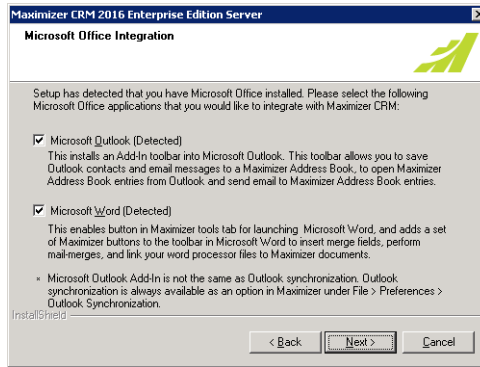 Maximizer CRM 2016 Enterprise Edition Server
Microsoft Office Integration
Setup has detected that you have Microsoft Office installed. Please select the following
Microsoft Office applications that you would like to integrate with Maximizer CRM:
Microsoft Outlook (Detected)
This installs an Add-In toolbar into Microsoft Outlook. This toolbar allows you to save
Outlook contacts and email messages to a Maximizer Address Book, to open Maximizer
Address Book entries from Outlook and send email to Maximizer Address Book entries.
Microsoft Word (Detected)
This enables button in Maximizer tools tab for launching Microsoft Word, and adds a set
of Maximizer buttons to the toolbar in Microsoft Word to insert merge fields, perform
mail-merges, and link your word processor files to Maximizer documents.
Microsoft Outlook Add-In is not the same as Outlook synchronization. Outlook
synchronization is always available as an option in Maximizer under File > Preferences >
Outlook Synchronization.
InstallShield
< Back Next > Cancel